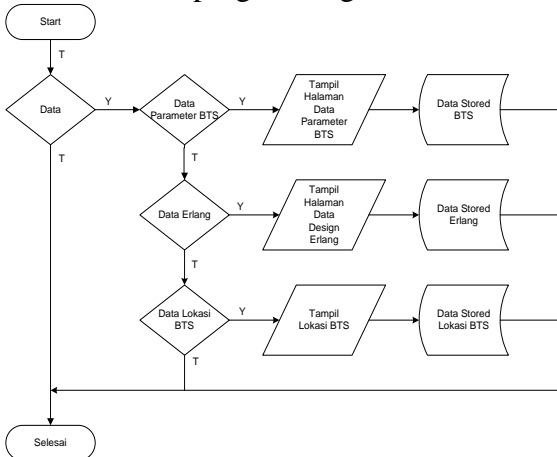 Start
T
Data
Y
Data
Parameter BTS
Y
Tampil
Halaman
Data
Parameter
BTS
Data Stored
BTS
T
T
Data Erlang
Y
Tampil
Halaman
Data
Design
Erlang
Data Stored
Erlang
T
Data Lokasi
BTS
Y
Tampil
Lokasi BTS
Data Stored
Lokasi BTS
T
Selesai